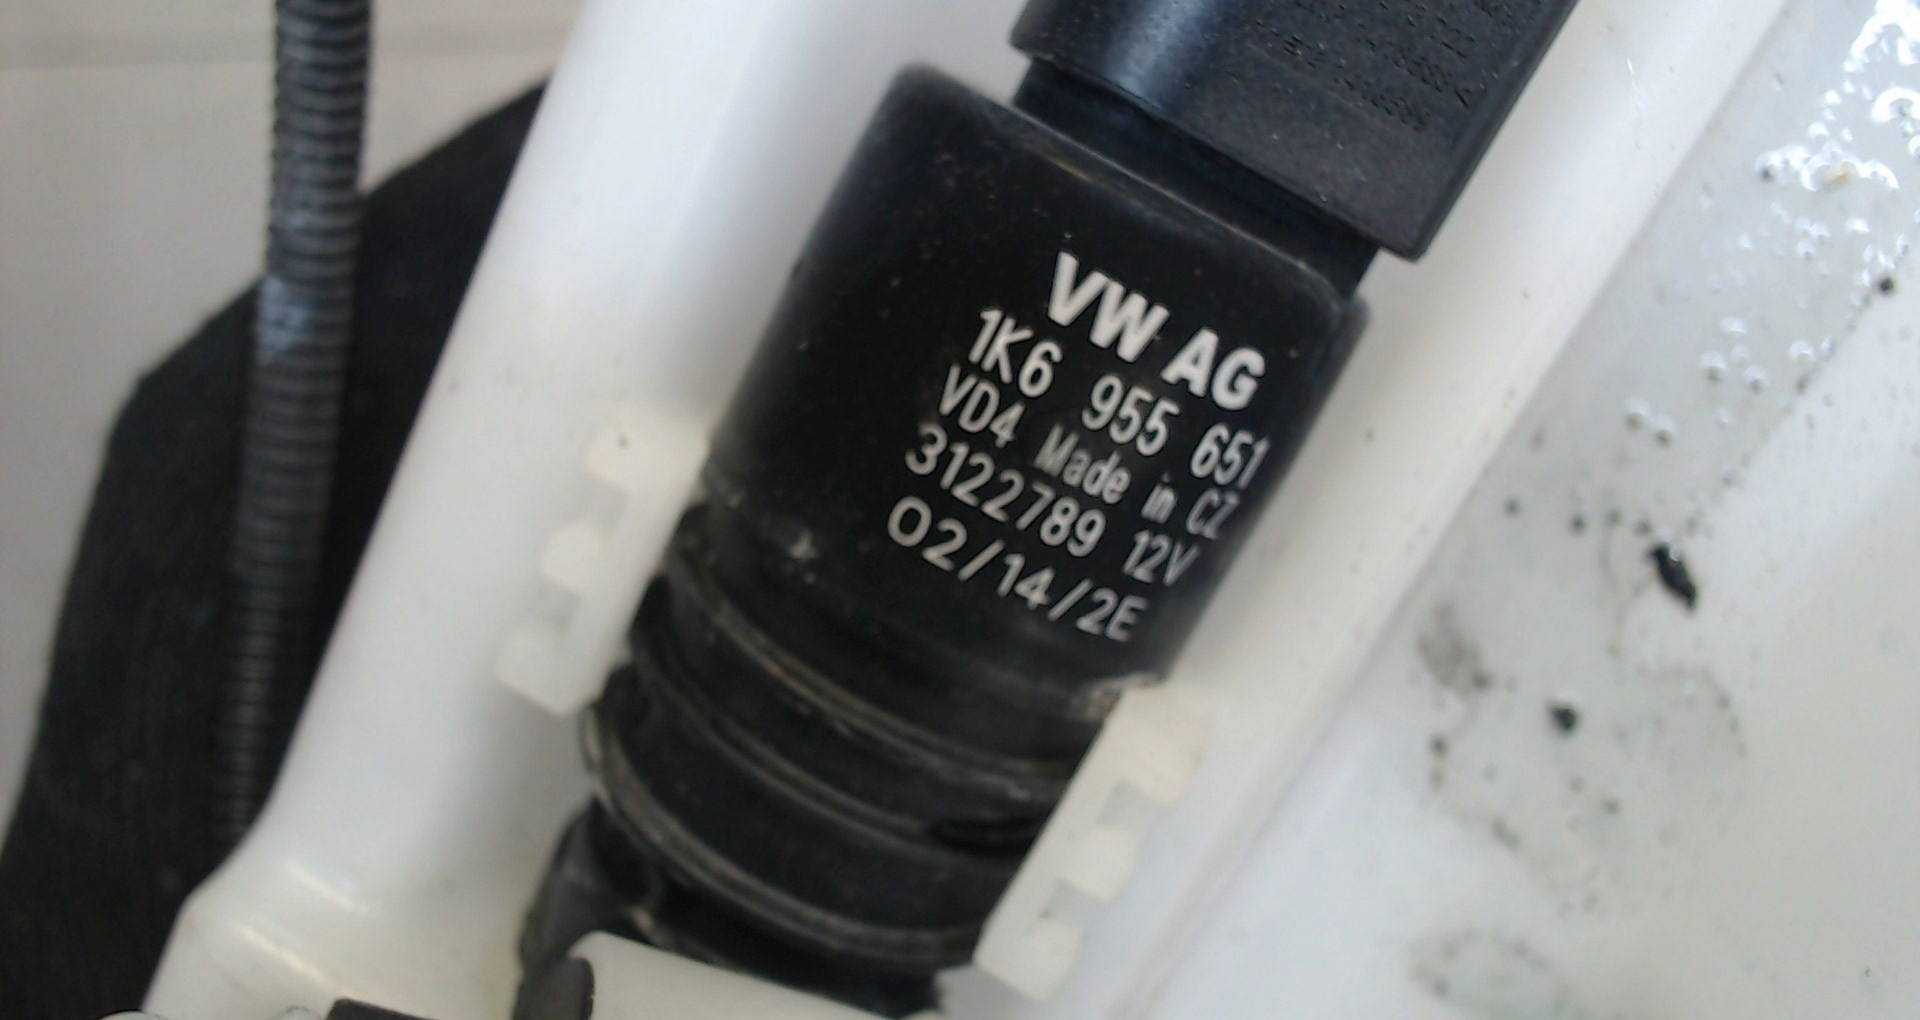 VW AG
1K6 955 651
VD4 Made in CZ
3122789 12V
02/14/2E